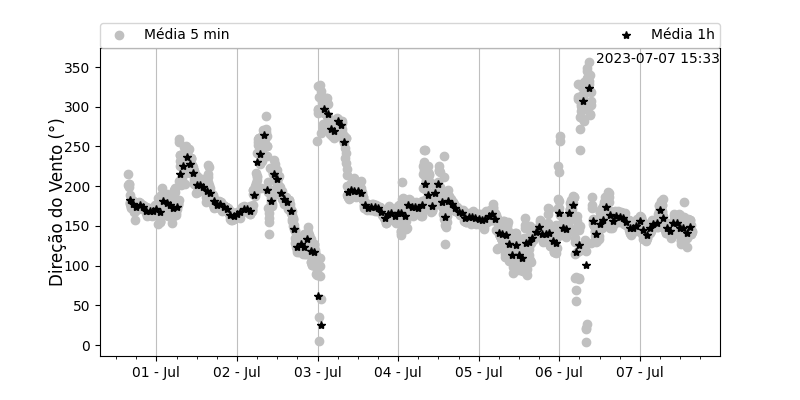 Média 5 min
Média 1h
2023-07-07 15:33
Direção do Vento (°)
350
300
250
200
150
100
50
0
01 - Jul
02 - Jul
03 - Jul
04 - Jul
05 - Jul
06 - Jul
07 - Jul